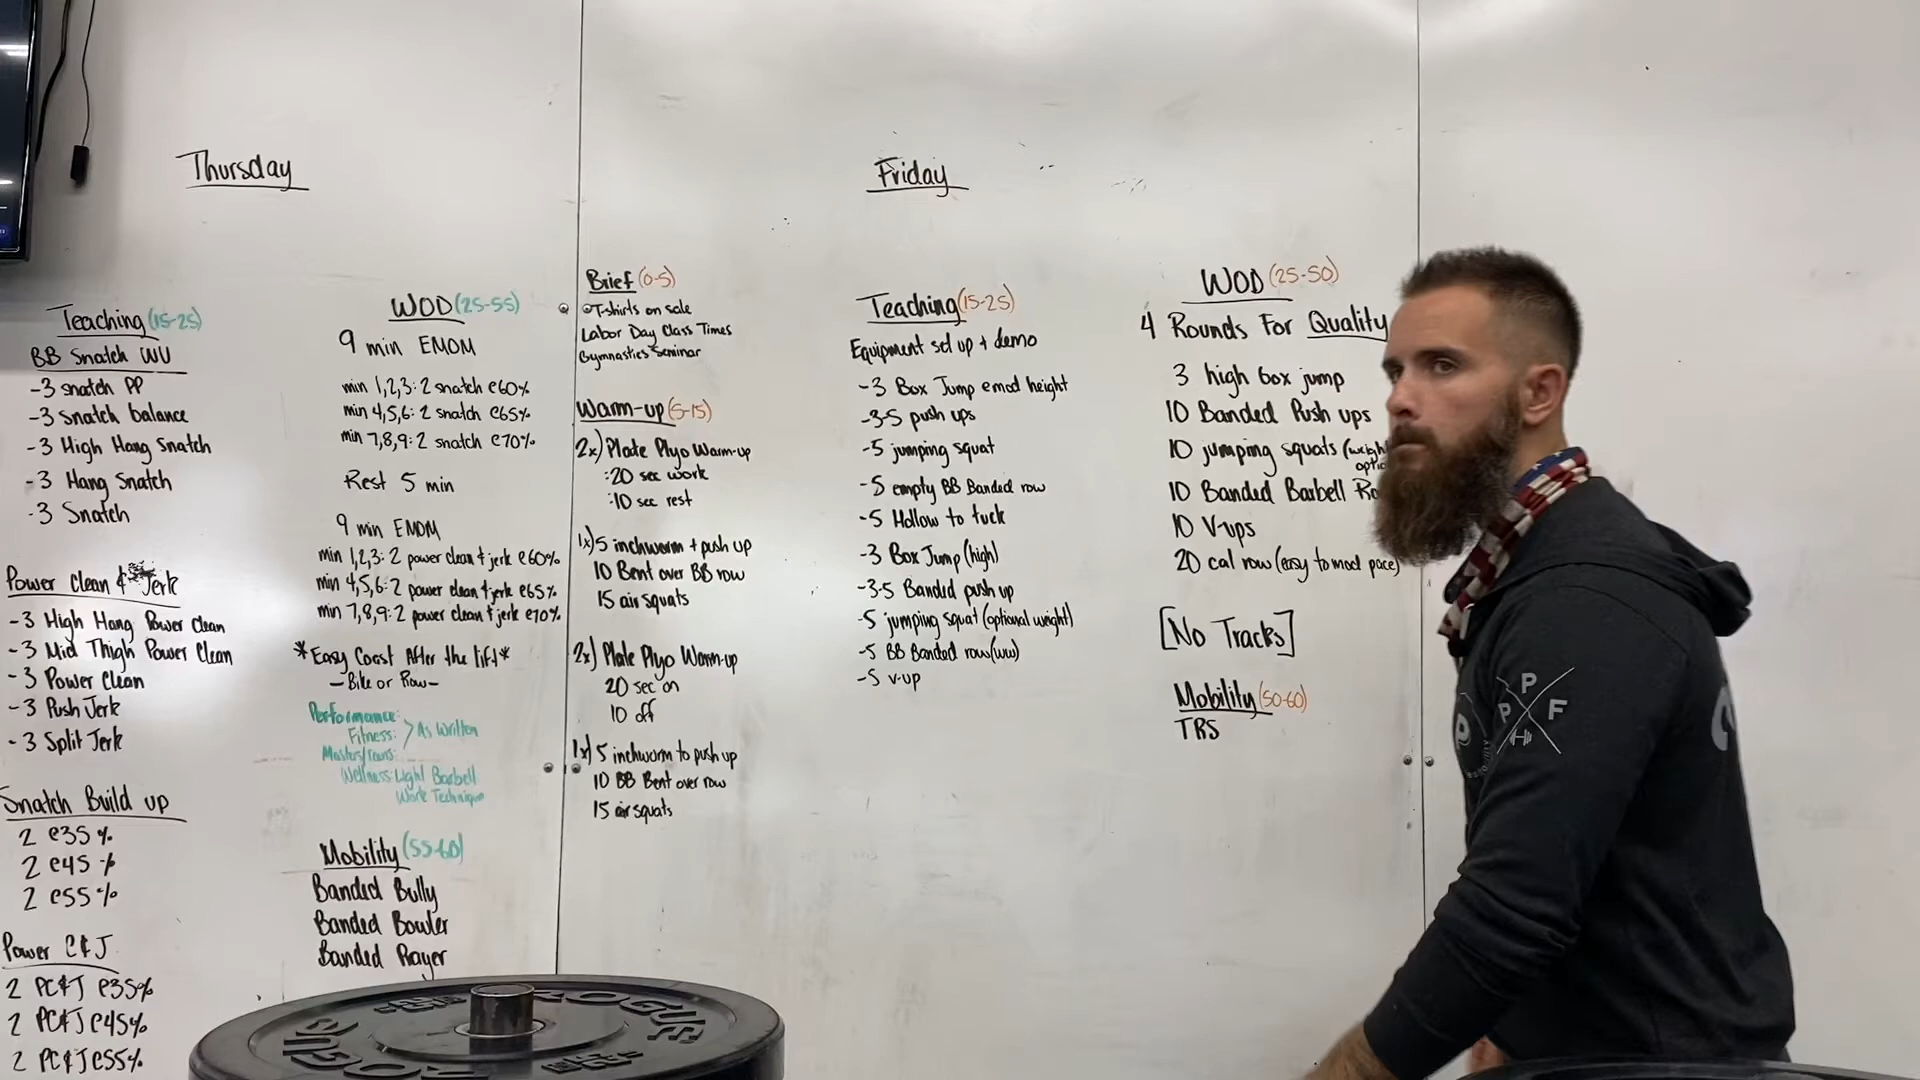 Thursday
Teaching (15-25)
BB Snatch WU
-3 snatch PP
-3 Snatch balance
-3 High Hang Snatch
-3 Hang Snatch
-3 Snatch
Power Clean & Jerk
-3 High Hang Power Clean
-3 Mid Thigh Power Clean
-3 Power Clean
-3 Push Jerk
-3 Split Jerk
Snatch Build up
2 @35%
2 @45%
2 @55%
Power C&J
2 PC&J @35%
2 PC&J @45%
2 PC&J @55%
WOD (25-55)
9 min EMOM
min 1,2,3: 2 snatch @60%
min 4,5,6: 2 snatch @65%
min 7,8,9: 2 snatch @70%
Rest 5 min
9 min EMOM
min 1,2,3: 2 power clean & jerk @60%
min 4,5,6: 2 power clean & jerk @65%
min 7,8,9: 2 power clean & jerk @70%
*Easy Coast After the lift*
-Bike or Row-
Performance:
Fitness: > As Written
Wellness: Light Barbell
Work Technique
Mobility (55-60)
Banded Bully
Banded Bowler
Banded
Friday
Brief (0-5)
T-shirts on sale
Labor Day Class Times
Gymnastics Seminar
Warm-up (5-15)
2x) Plate Plyo Warm-up
:20 sec work
:10 sec rest
1x) 5 inchworm + push up
10 Bent over BB row
15 air squats
2x) Plate Plyo Warm-up
20 sec on
10 off
1x) 5 inchworm to push up
10 BB Bent over row
15 air squats
Teaching (15-25)
Equipment set up + demo
-3 Box Jump @mod height
-3-5 push ups
-5 jumping squat
-5 empty BB Banded row
-5 Hollow to tuck
-3 Box Jump (high)
-3-5 Banded push up
-5 jumping squat (optional weight)
-5 BB Banded row (ww)
-5 v-up
WOD (25-50)
4 Rounds For Quality
3 high box jump
10 Banded Push ups
10 jumping squats
10 Banded Barbell
10 V-ups
20 cal row (easy to mod pace)
[No Tracks]
Mobility (50-60)
TRS
P
P F
ROGUE
ROGUE